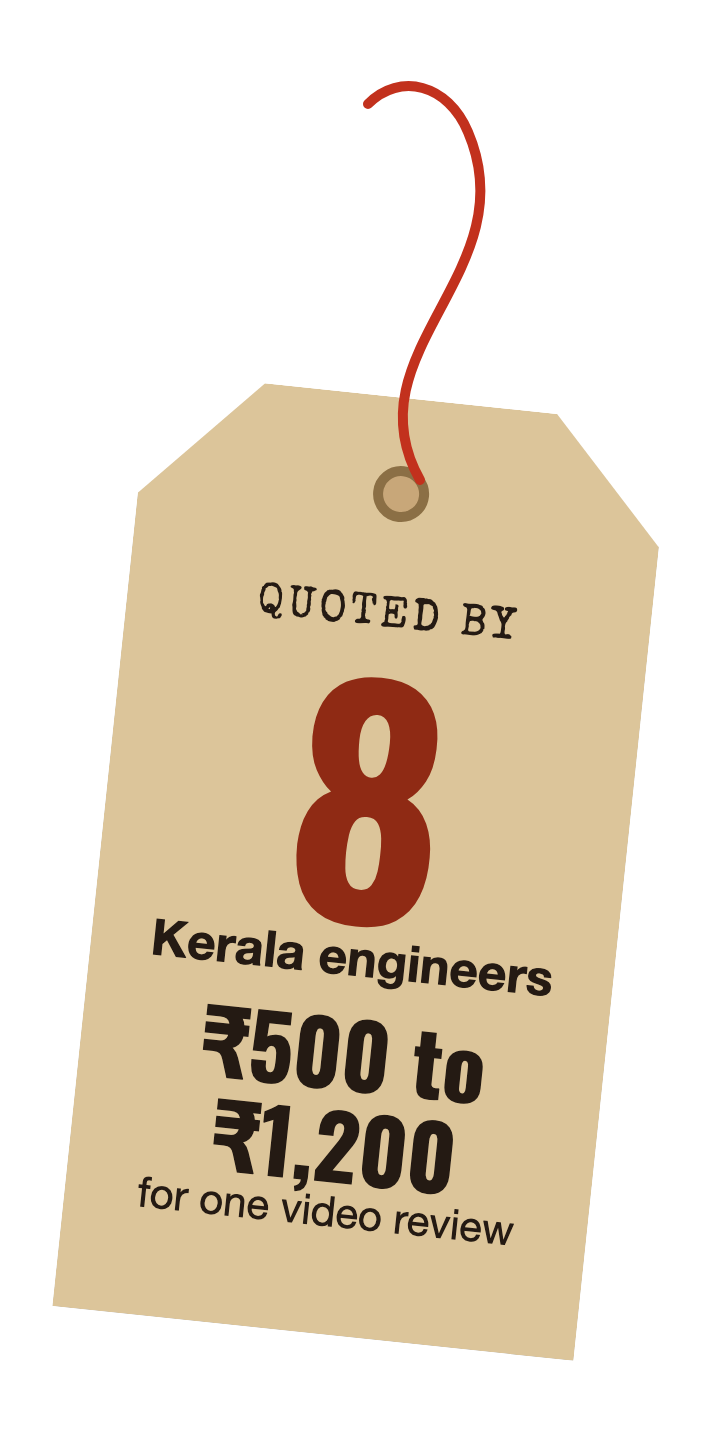 QUOTED BY
8
Kerala engineers
₹500 to
₹1,200
for one video review